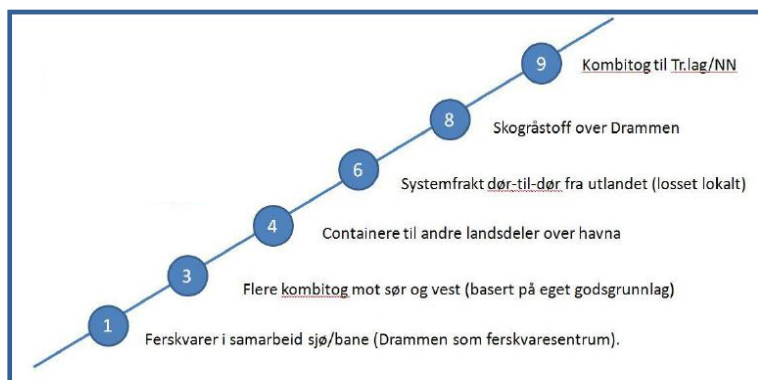 9 Kombitog til Tr.lag/NN
8 Skogråstoff over Drammen
6 Systemfrakt dør-til-dør fra utlandet (losset lokalt)
4 Containere til andre landsdeler over havna
3 Flere kombitog mot sør og vest (basert på eget godsgrunnlag)
1 Ferskvarer i samarbeid sjø/bane (Drammen som ferskvaresentrum).